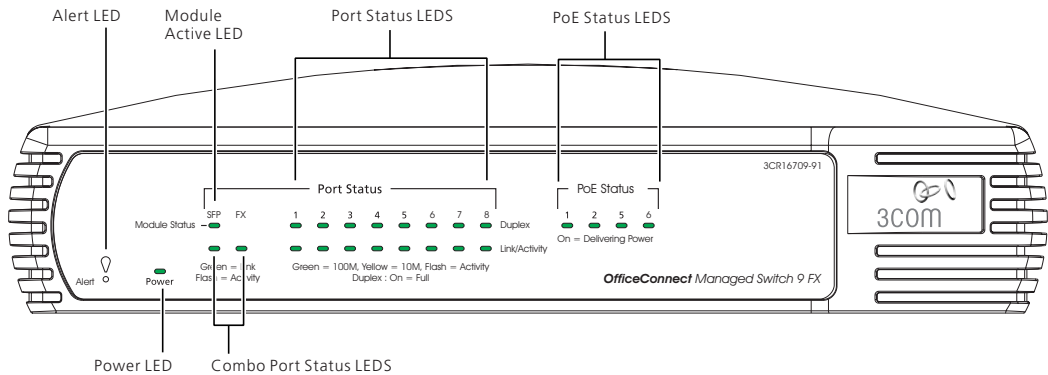 Alert LED
Module
Active LED
Port Status LEDS
PoE Status LEDS
3CR16709-91
Port Status
PoE Status
SFP FX 1 2 3 4 5 6 7 8 1 2 5 6
Module Status Duplex
On = Delivering Power
Link/Activity
Green = Link
Flash = Activity
Green = 100M, Yellow = 10M, Flash = Activity
Duplex : On = Full
Alert
Power
OfficeConnect Managed Switch 9 FX
3COM
Power LED
Combo Port Status LEDS